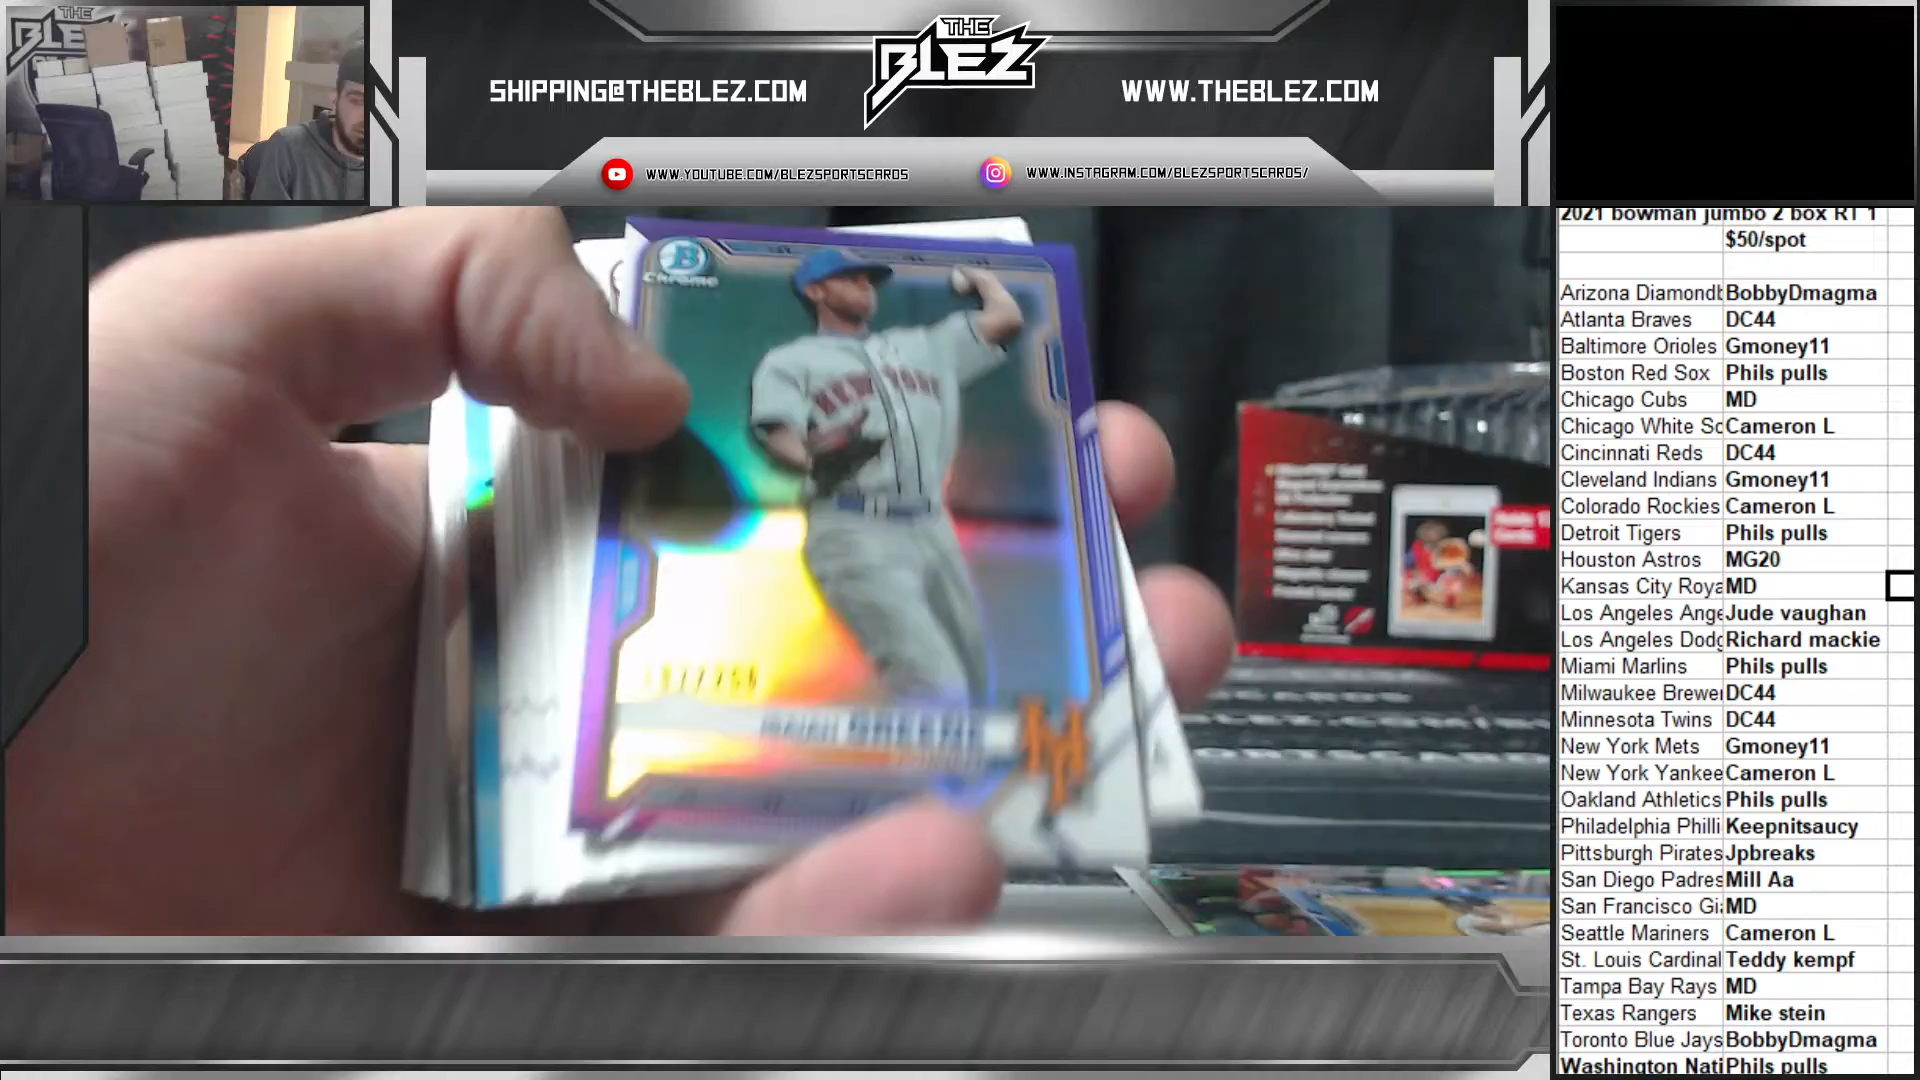 THE
BLEZ
SHIPPING@THEBLEZ.COM
WWW.THEBLEZ.COM
WWW.YOUTUBE.COM/BLEZSPORTSCARDS
WWW.INSTAGRAM.COM/BLEZSPORTSCARDS/
Chrome
NEW YORK
GREENE
2021 bowman jumbo 2 box RT 1
$50/spot
Arizona Diamondb BobbyDmagma
Atlanta Braves DC44
Baltimore Orioles Gmoney11
Boston Red Sox Phils pulls
Chicago Cubs MD
Chicago White So Cameron L
Cincinnati Reds DC44
Cleveland Indians Gmoney11
Colorado Rockies Cameron L
Detroit Tigers Phils pulls
Houston Astros MG20
Kansas City Roya MD
Los Angeles Ange Jude vaughan
Los Angeles Dodg Richard mackie
Miami Marlins Phils pulls
Milwaukee Brewer DC44
Minnesota Twins DC44
New York Mets Gmoney11
New York Yankee Cameron L
Oakland Athletics Phils pulls
Philadelphia Philli Keepnitsaucy
Pittsburgh Pirates Jpbreaks
San Diego Padres Mill Aa
San Francisco Gi MD
Seattle Mariners Cameron L
St. Louis Cardinal Teddy kempf
Tampa Bay Rays MD
Texas Rangers Mike stein
Toronto Blue Jays BobbyDmagma
Washington Nati Phils pulls